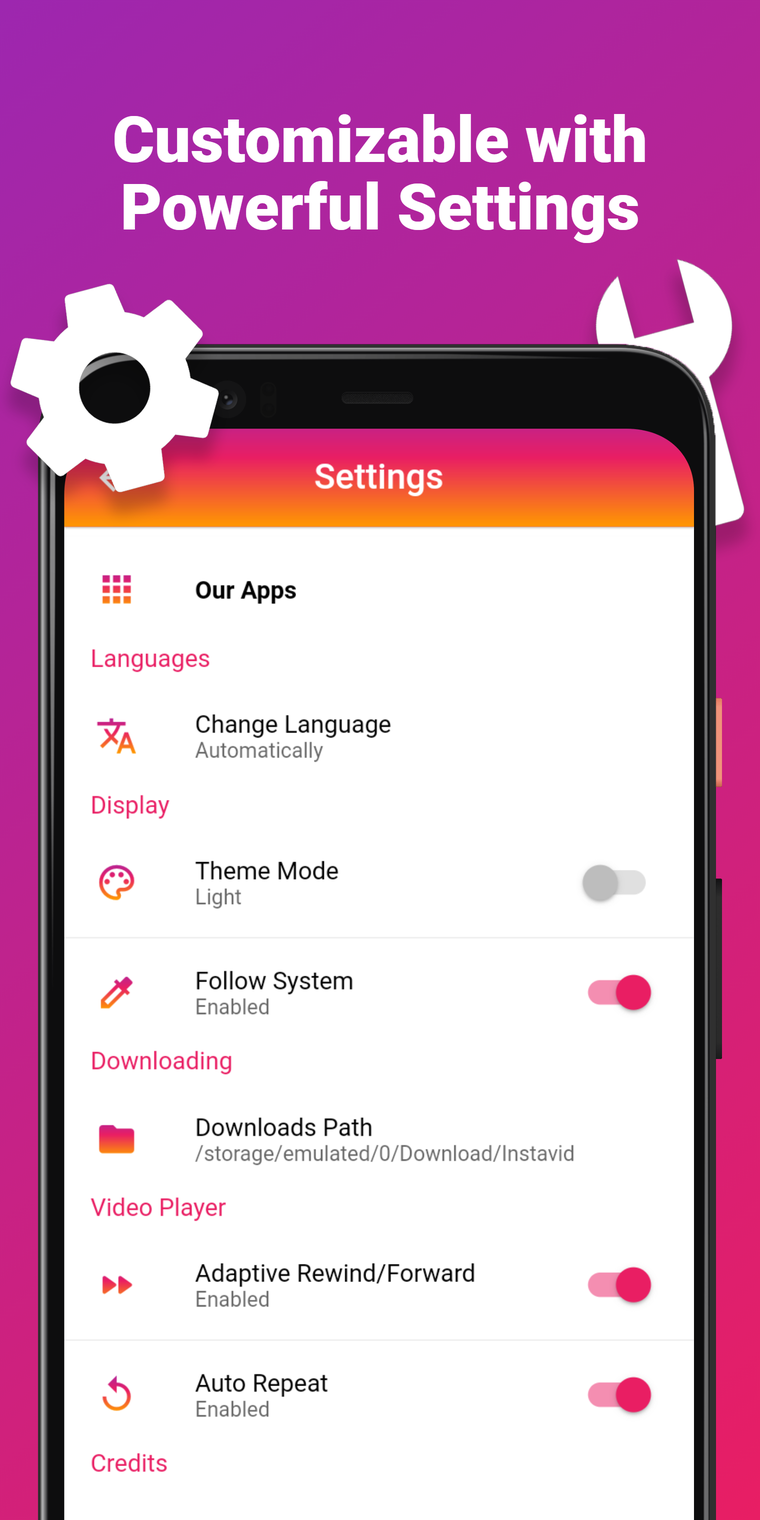 Customizable with
Powerful Settings
Settings
Our Apps
Languages
Change Language
Automatically
Display
Theme Mode
Light
Follow System
Enabled
Downloading
Downloads Path
/storage/emulated/0/Download/Instavid
Video Player
Adaptive Rewind/Forward
Enabled
Auto Repeat
Enabled
Credits